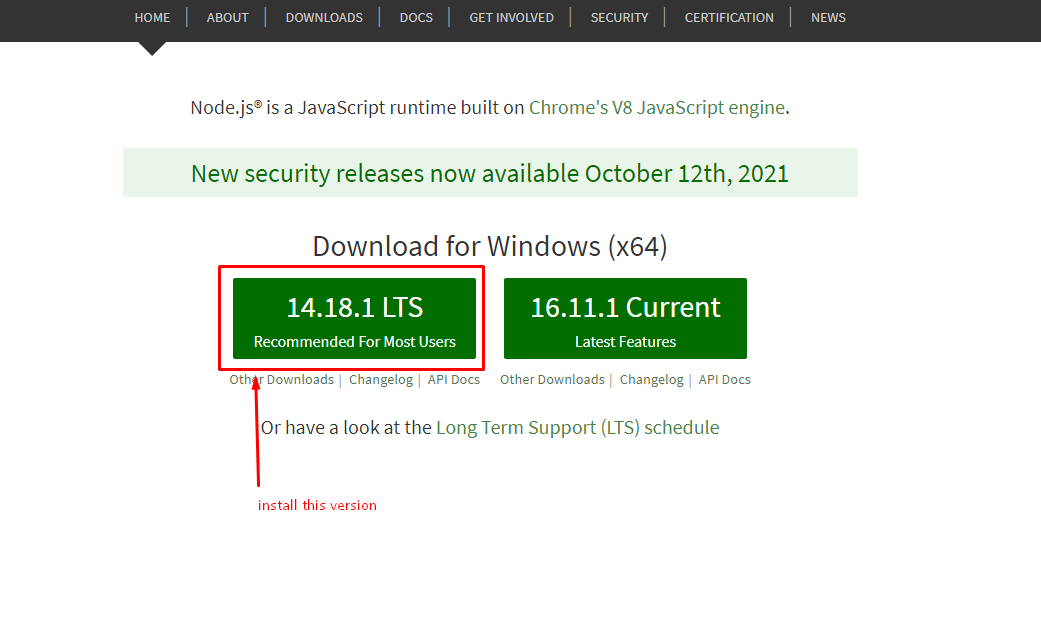 HOME | ABOUT | DOWNLOADS | DOCS | GET INVOLVED | SECURITY | CERTIFICATION | NEWS
Node.js® is a JavaScript runtime built on Chrome's V8 JavaScript engine.
New security releases now available October 12th, 2021
Download for Windows (x64)
14.18.1 LTS
Recommended For Most Users
Other Downloads | Changelog | API Docs
16.11.1 Current
Latest Features
Other Downloads | Changelog | API Docs
Or have a look at the Long Term Support (LTS) schedule
install this version